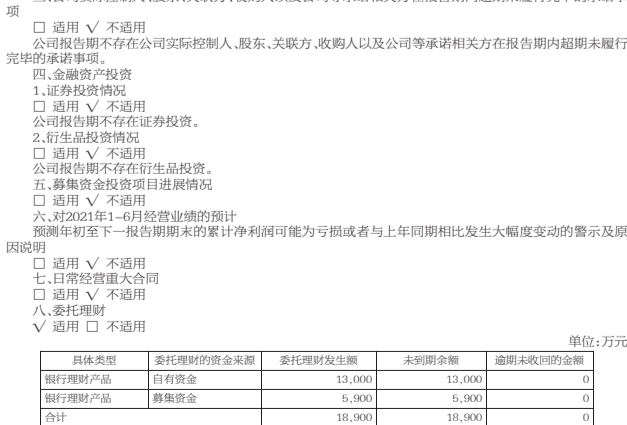 项
□ 适用 √ 不适用
公司报告期不存在公司实际控制人、股东、关联方、收购人以及公司等承诺相关方在报告期内超期未履行
完毕的承诺事项。
四、金融资产投资
1、证券投资情况
□ 适用 √ 不适用
公司报告期不存在证券投资。
2、衍生品投资情况
□ 适用 √ 不适用
公司报告期不存在衍生品投资。
五、募集资金投资项目进展情况
□ 适用 √ 不适用
六、对2021年1-6月经营业绩的预计
预测年初至下一报告期期末的累计净利润可能为亏损或者与上年同期相比发生大幅度变动的警示及原
因说明
□ 适用 √ 不适用
七、日常经营重大合同
□ 适用 √ 不适用
八、委托理财
√ 适用 □ 不适用
单位:万元
具体类型 委托理财的资金来源 委托理财发生额 未到期余额 逾期未收回的金额
银行理财产品 自有资金 13,000 13,000 0
银行理财产品 募集资金 5,900 5,900 0
合计 18,900 18,900 0